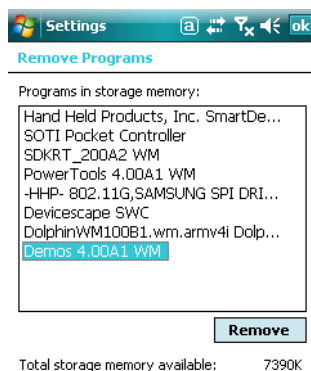 Settings a ok
Remove Programs
Programs in storage memory:
Hand Held Products, Inc. SmartDe...
SOTI Pocket Controller
SDKRT_200A2 WM
PowerTools 4.00A1 WM
-HHP- 802.11G,SAMSUNG SPI DRI...
Devicescape SWC
DolphinWM100B1.wm.armv4i Dolp...
Demos 4.00A1 WM
Remove
Total storage memory available: 7390K